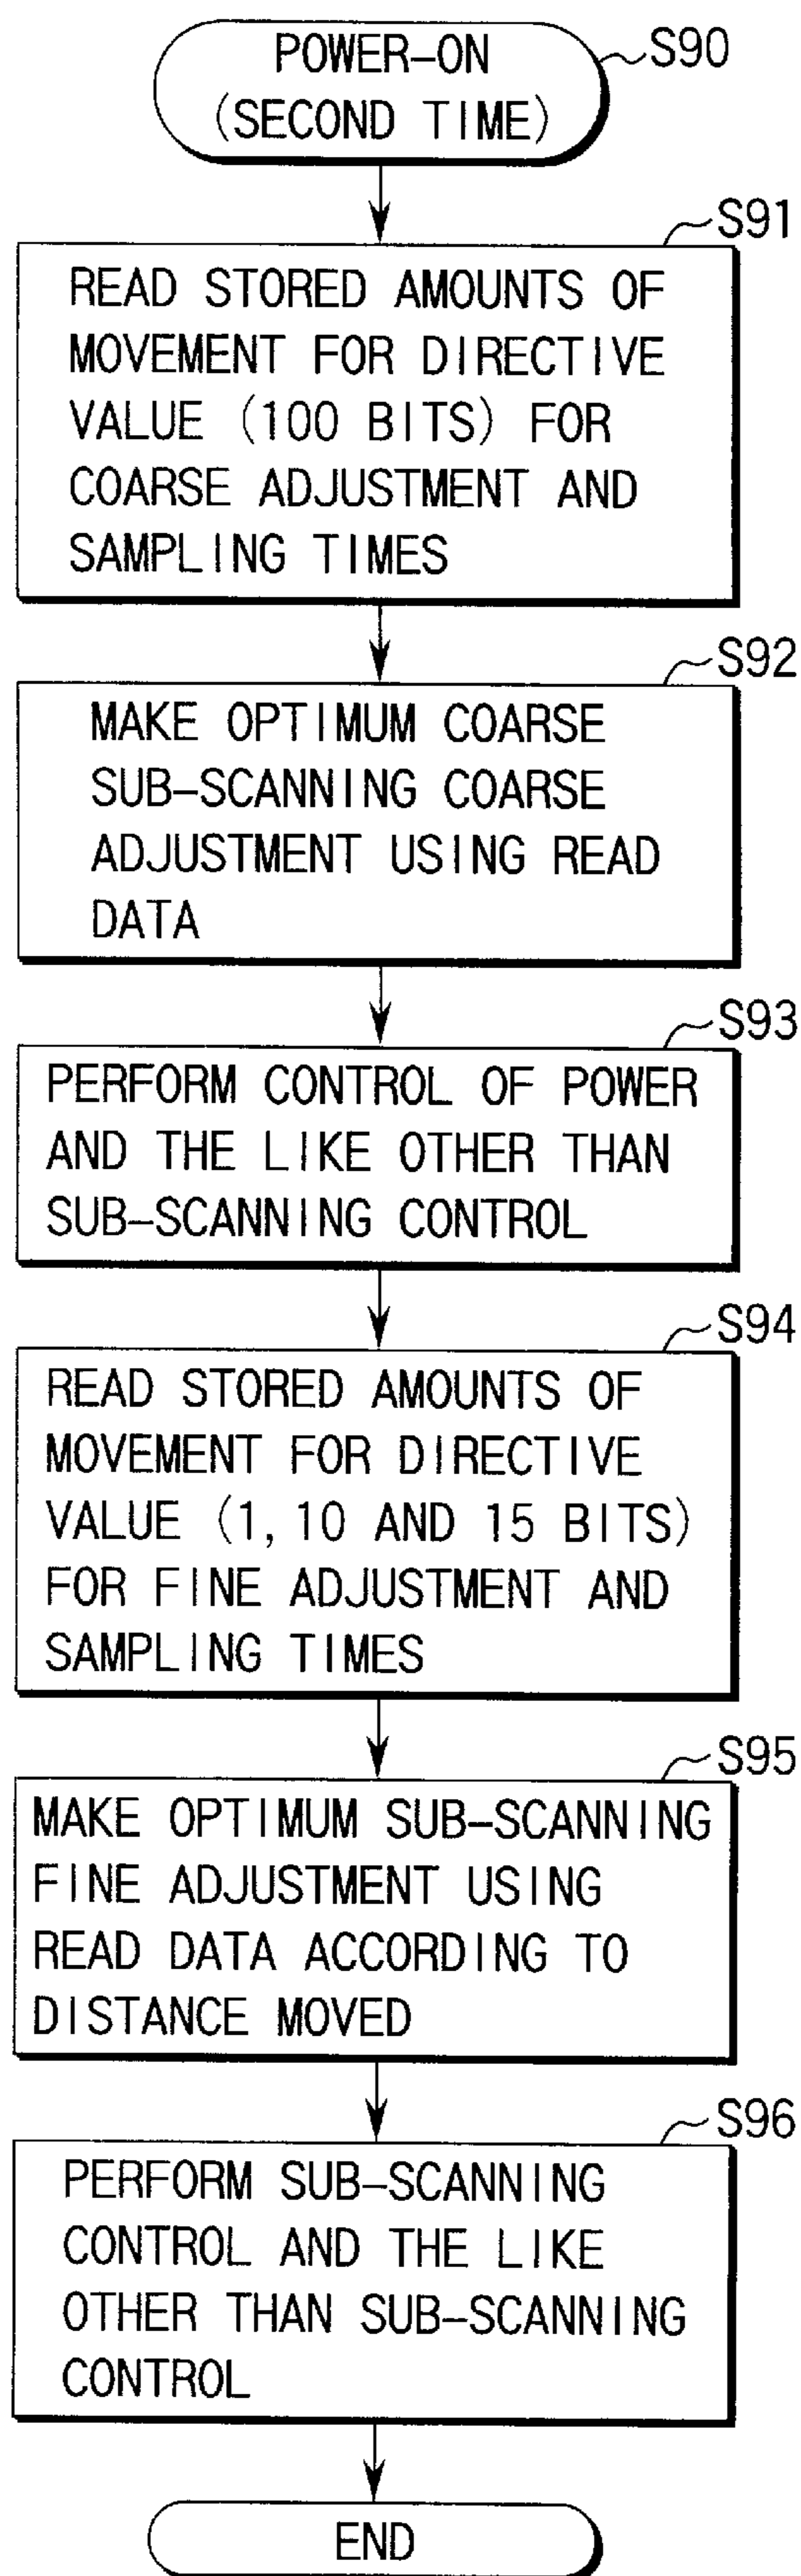 POWER-ON
(SECOND TIME)
S90
S91
READ STORED AMOUNTS OF
MOVEMENT FOR DIRECTIVE
VALUE (100 BITS) FOR
COARSE ADJUSTMENT AND
SAMPLING TIMES
S92
MAKE OPTIMUM COARSE
SUB-SCANNING COARSE
ADJUSTMENT USING READ
DATA
S93
PERFORM CONTROL OF POWER
AND THE LIKE OTHER THAN
SUB-SCANNING CONTROL
S94
READ STORED AMOUNTS OF
MOVEMENT FOR DIRECTIVE
VALUE (1, 10 AND 15 BITS)
FOR FINE ADJUSTMENT AND
SAMPLING TIMES
S95
MAKE OPTIMUM SUB-SCANNING
FINE ADJUSTMENT USING
READ DATA ACCORDING TO
DISTANCE MOVED
S96
PERFORM SUB-SCANNING
CONTROL AND THE LIKE
OTHER THAN SUB-SCANNING
CONTROL
END